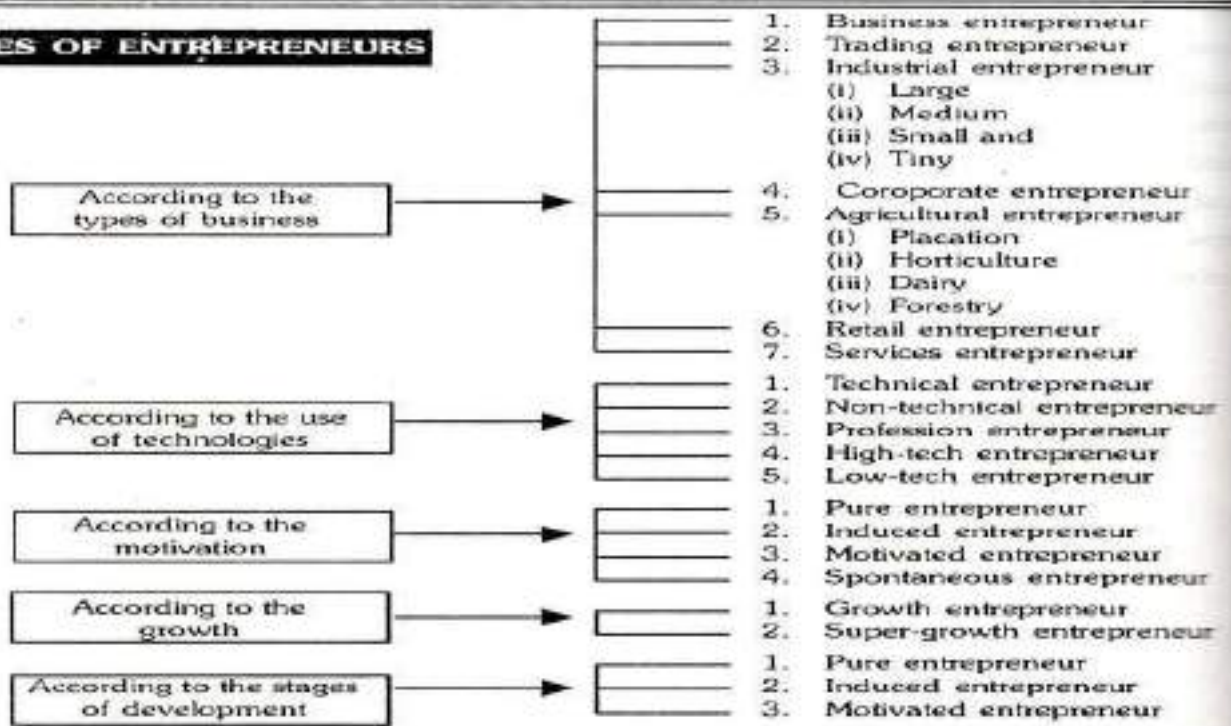 ES OF ENTREPRENEURS
According to the
types of business
1. Business entrepreneur
2. Trading entrepreneur
3. Industrial entrepreneur
(i) Large
(ii) Medium
(iii) Small and
(iv) Tiny
4. Coroporate entrepreneur
5. Agricultural entrepreneur
(i) Placation
(ii) Horticulture
(iii) Dairy
(iv) Forestry
6. Retail entrepreneur
7. Services entrepreneur
According to the use
of technologies
1. Technical entrepreneur
2. Non-technical entrepreneur
3. Profession entrepreneur
4. High-tech entrepreneur
5. Low-tech entrepreneur
According to the
motivation
1. Pure entrepreneur
2. Induced entrepreneur
3. Motivated entrepreneur
4. Spontaneous entrepreneur
According to the
growth
1. Growth entrepreneur
2. Super-growth entrepreneur
According to the stages
of development
1. Pure entrepreneur
2. Induced entrepreneur
3. Motivated entrepreneur